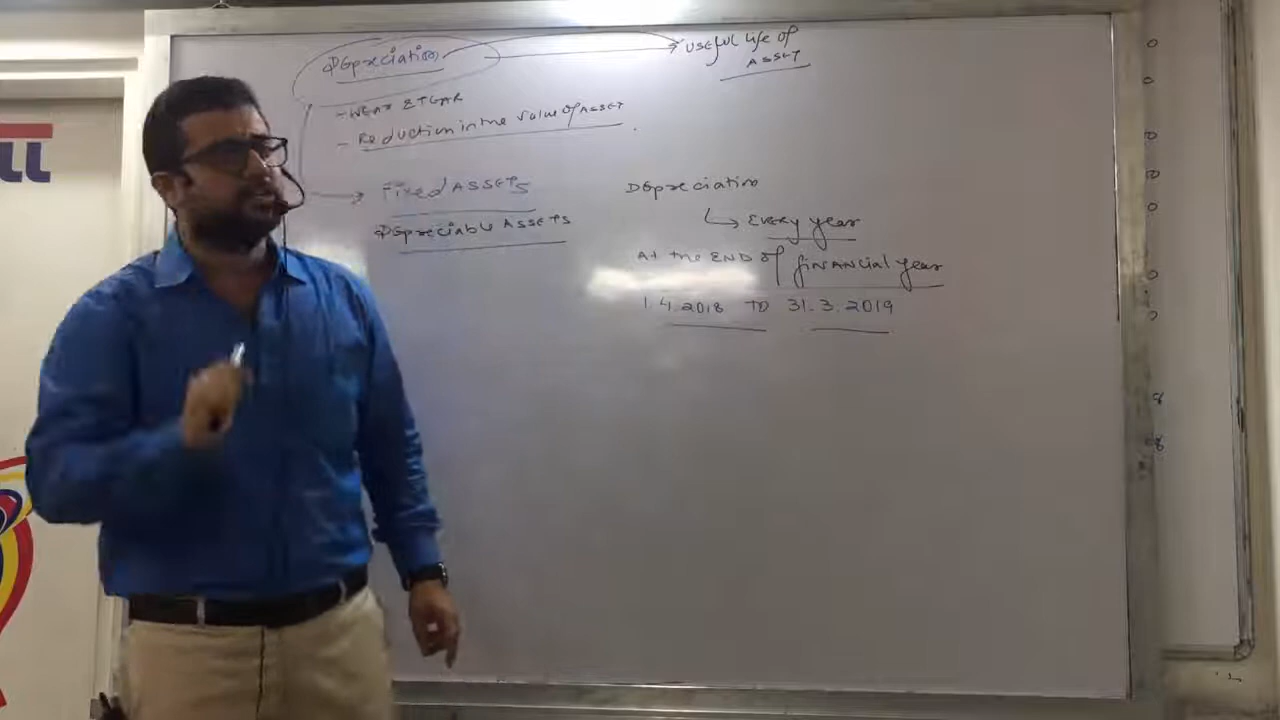 Depreciation
USEFUL life of
ASSET
- WEAR & TEAR
- Reduction in the value of ASSET
Fixed ASSETS
Depreciable ASSETS
Depreciation
Every year
At the END of financial year
1.4.2018 TO 31.3.2019